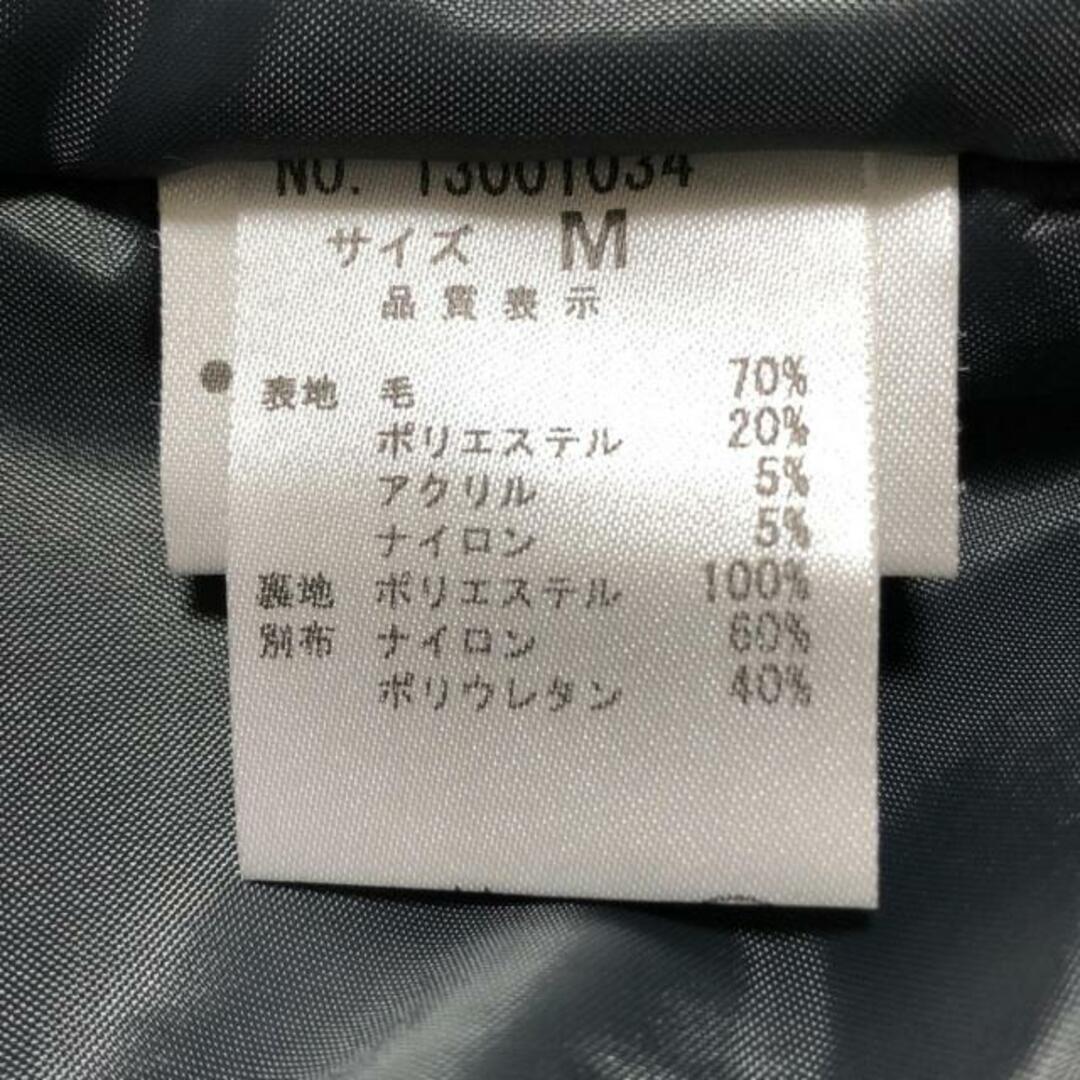 NO. 13001034
サイズ M
品質表示
表地 毛 70%
ポリエステル 20%
アクリル 5%
ナイロン 5%
裏地 ポリエステル 100%
別布 ナイロン 60%
ポリウレタン 40%